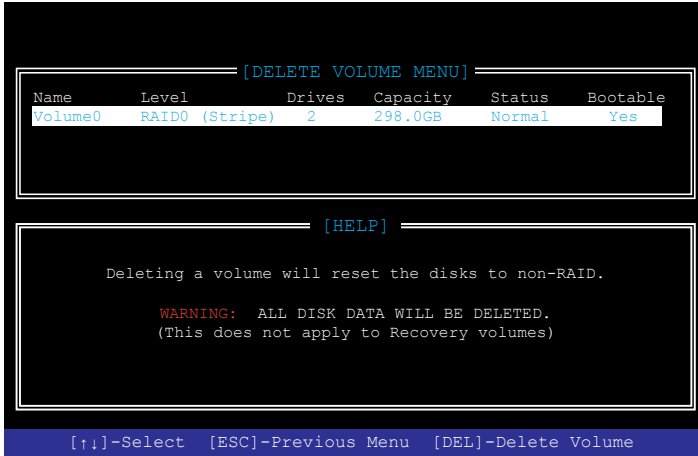 [DELETE VOLUME MENU]
Name Level Drives Capacity Status Bootable
Volume0 RAID0 (Stripe) 2 298.0GB Normal Yes
[HELP]
Deleting a volume will reset the disks to non-RAID.
WARNING: ALL DISK DATA WILL BE DELETED.
(This does not apply to Recovery volumes)
[↑↓]-Select [ESC]-Previous Menu [DEL]-Delete Volume